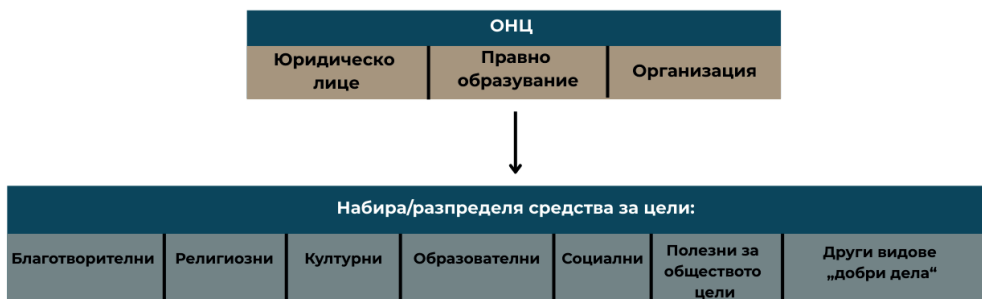 ОНЦ
Юридическо
лице
Правно
образувание
Организация
Набира/разпределя средства за цели:
Благотворителни
Религиозни
Културни
Образователни
Социални
Полезни за
обществото
цели
Други видове
„добри дела“